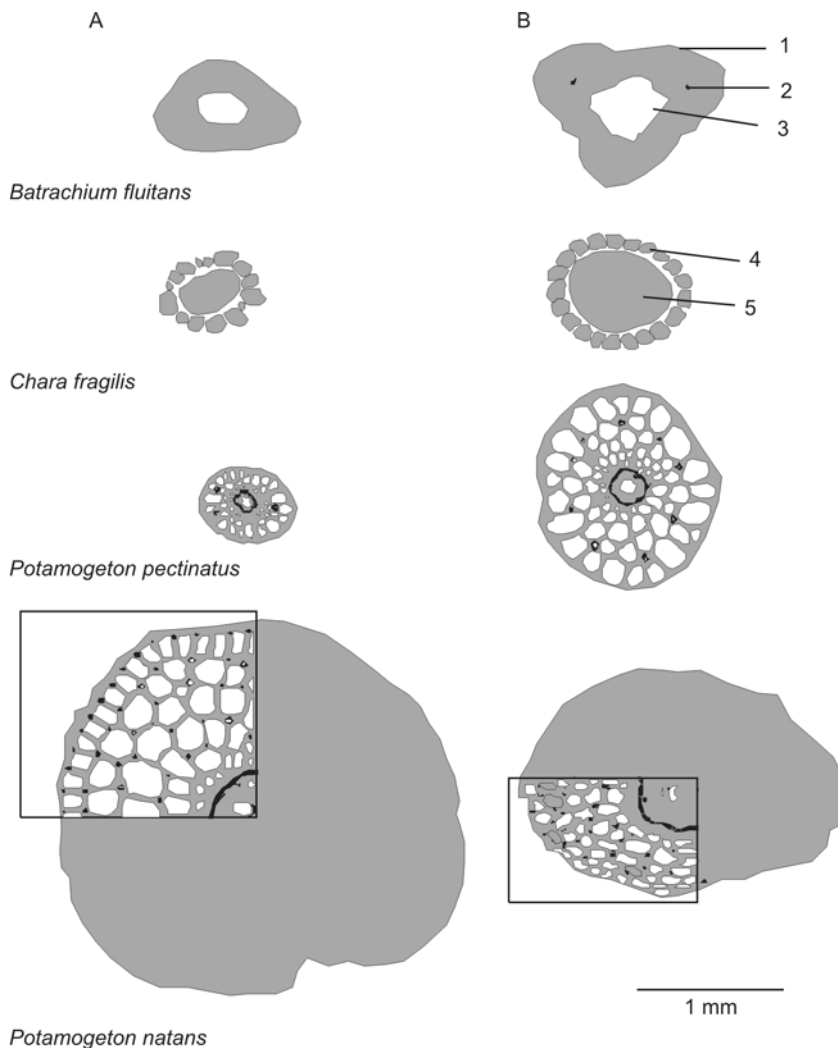 A
B
1
2
3
Batrachium fluitans
4
5
Chara fragilis
Potamogeton pectinatus
1 mm
Potamogeton natans